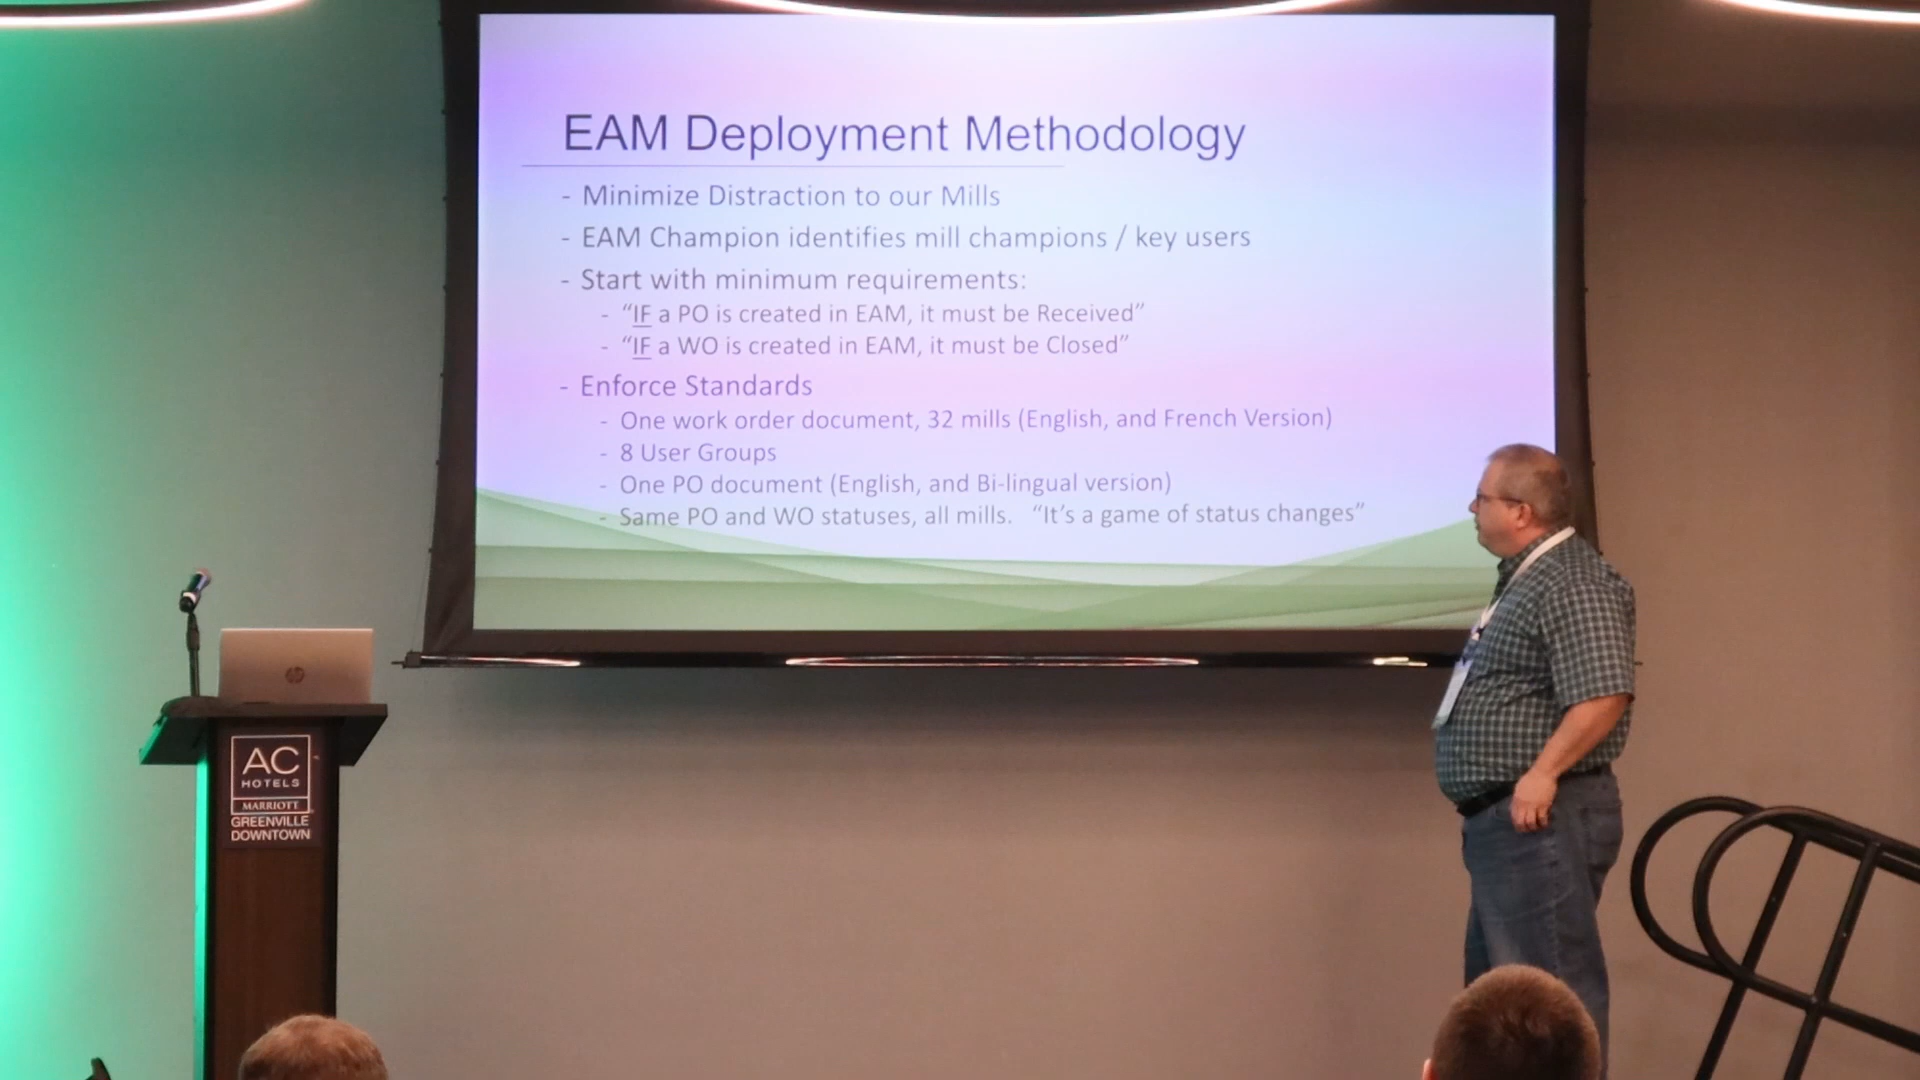 EAM Deployment Methodology
- Minimize Distraction to our Mills
- EAM Champion identifies mill champions / key users
- Start with minimum requirements:
- “IF a PO is created in EAM, it must be Received”
- “IF a WO is created in EAM, it must be Closed”
- Enforce Standards
- One work order document, 32 mills (English, and French Version)
- 8 User Groups
- One PO document (English, and Bi-lingual version)
- Same PO and WO statuses, all mills. “It’s a game of status changes”
hp
AC
HOTELS
MARRIOTT
GREENVILLE
DOWNTOWN